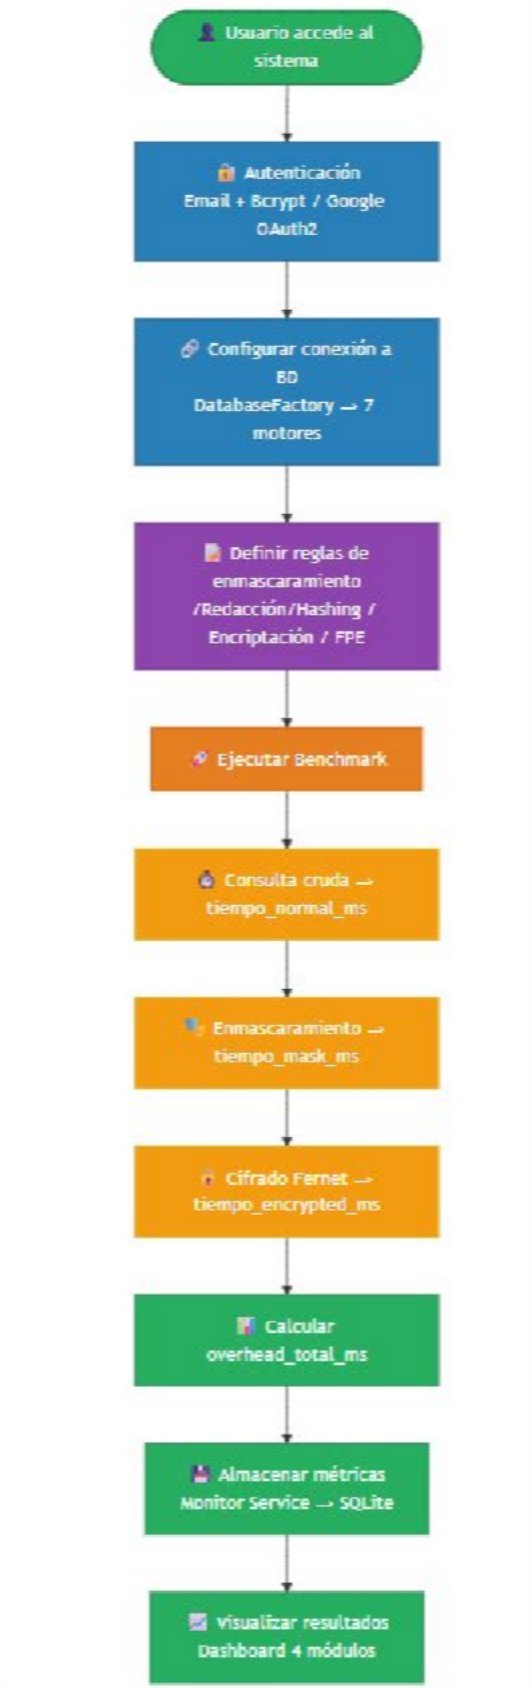 👤 Usuario accede al
sistema
🔐 Autenticación
Email + Bcrypt / Google
OAuth2
🔗 Configurar conexión a
BD
DatabaseFactory → 7
motores
📝 Definir reglas de
enmascaramiento
/Redacción/Hashing /
Encriptación / FPE
🚀 Ejecutar Benchmark
⏱ Consulta cruda →
tiempo_normal_ms
🎭 Enmascaramiento →
tiempo_mask_ms
🔒 Cifrado Fernet →
tiempo_encrypted_ms
📊 Calcular
overhead_total_ms
💾 Almacenar métricas
Monitor Service → SQLite
📈 Visualizar resultados
Dashboard 4 módulos